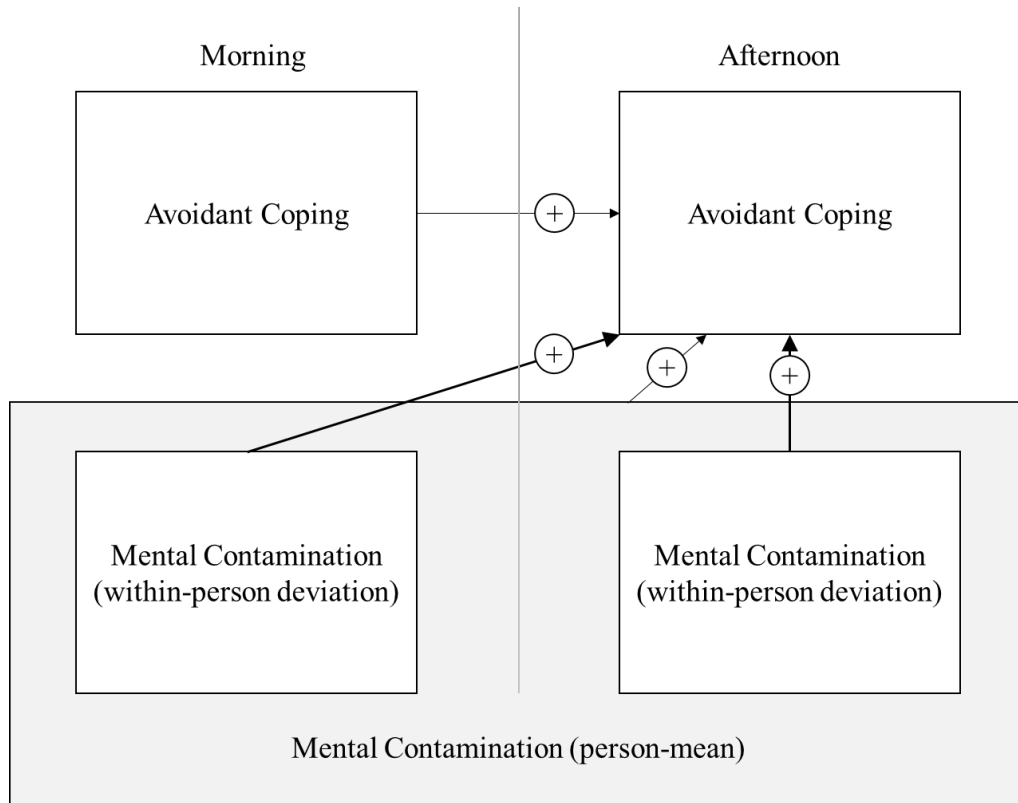 Morning
Afternoon
Avoidant Coping
+
Avoidant Coping
+
+
+
Mental Contamination
(within-person deviation)
Mental Contamination
(within-person deviation)
Mental Contamination (person-mean)